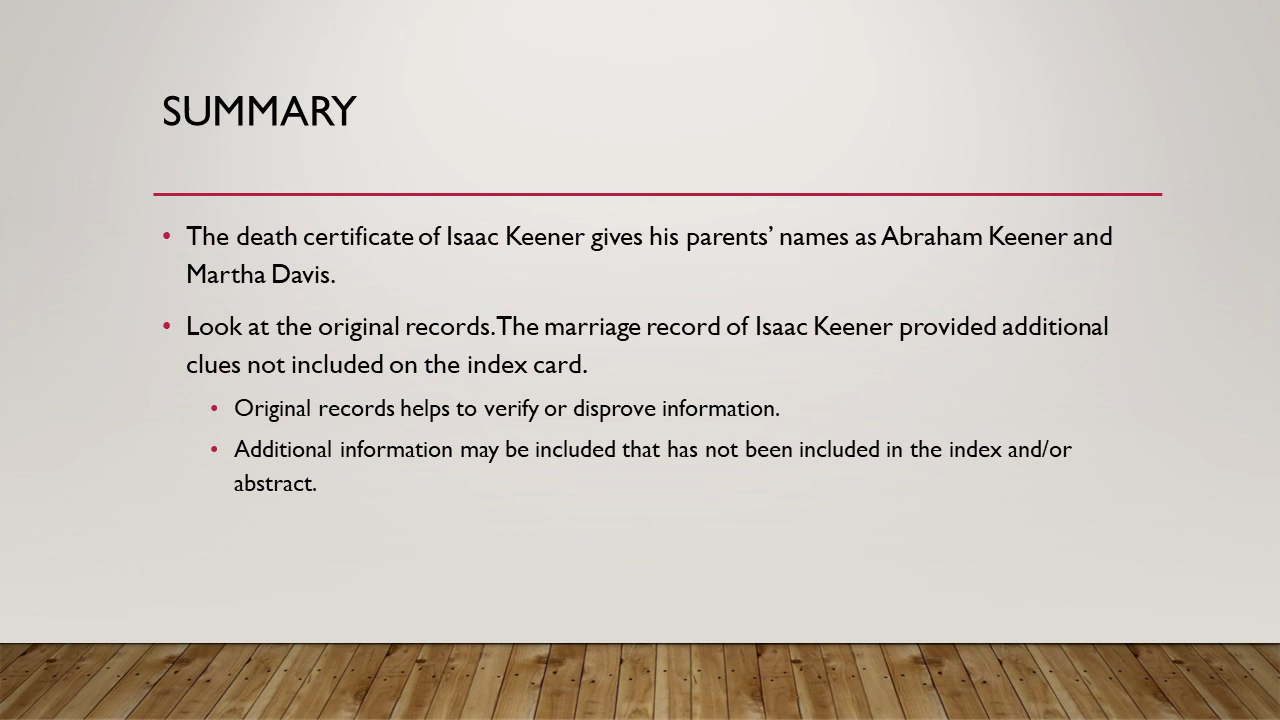 SUMMARY
• The death certificate of Isaac Keener gives his parents’ names as Abraham Keener and
Martha Davis.
• Look at the original records. The marriage record of Isaac Keener provided additional
clues not included on the index card.
• Original records helps to verify or disprove information.
• Additional information may be included that has not been included in the index and/or
abstract.